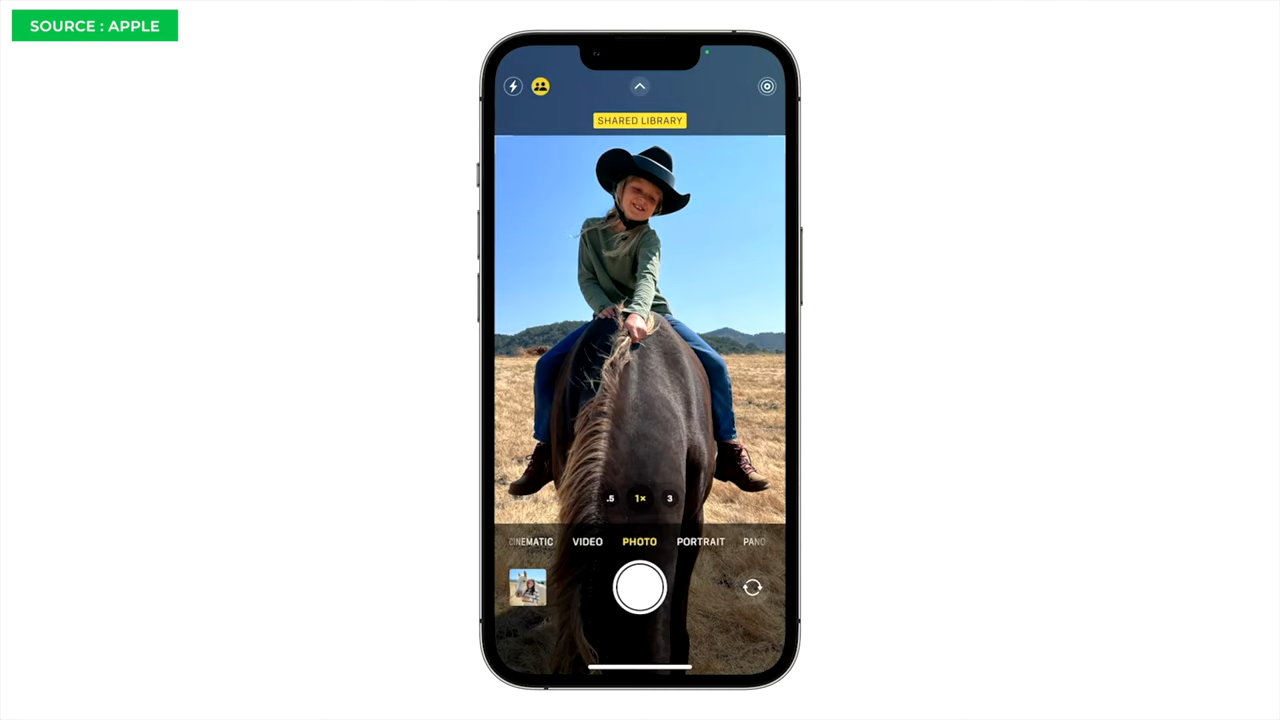 SOURCE : APPLE
SHARED LIBRARY
.5 1× 3
CINEMATIC VIDEO PHOTO PORTRAIT PANO